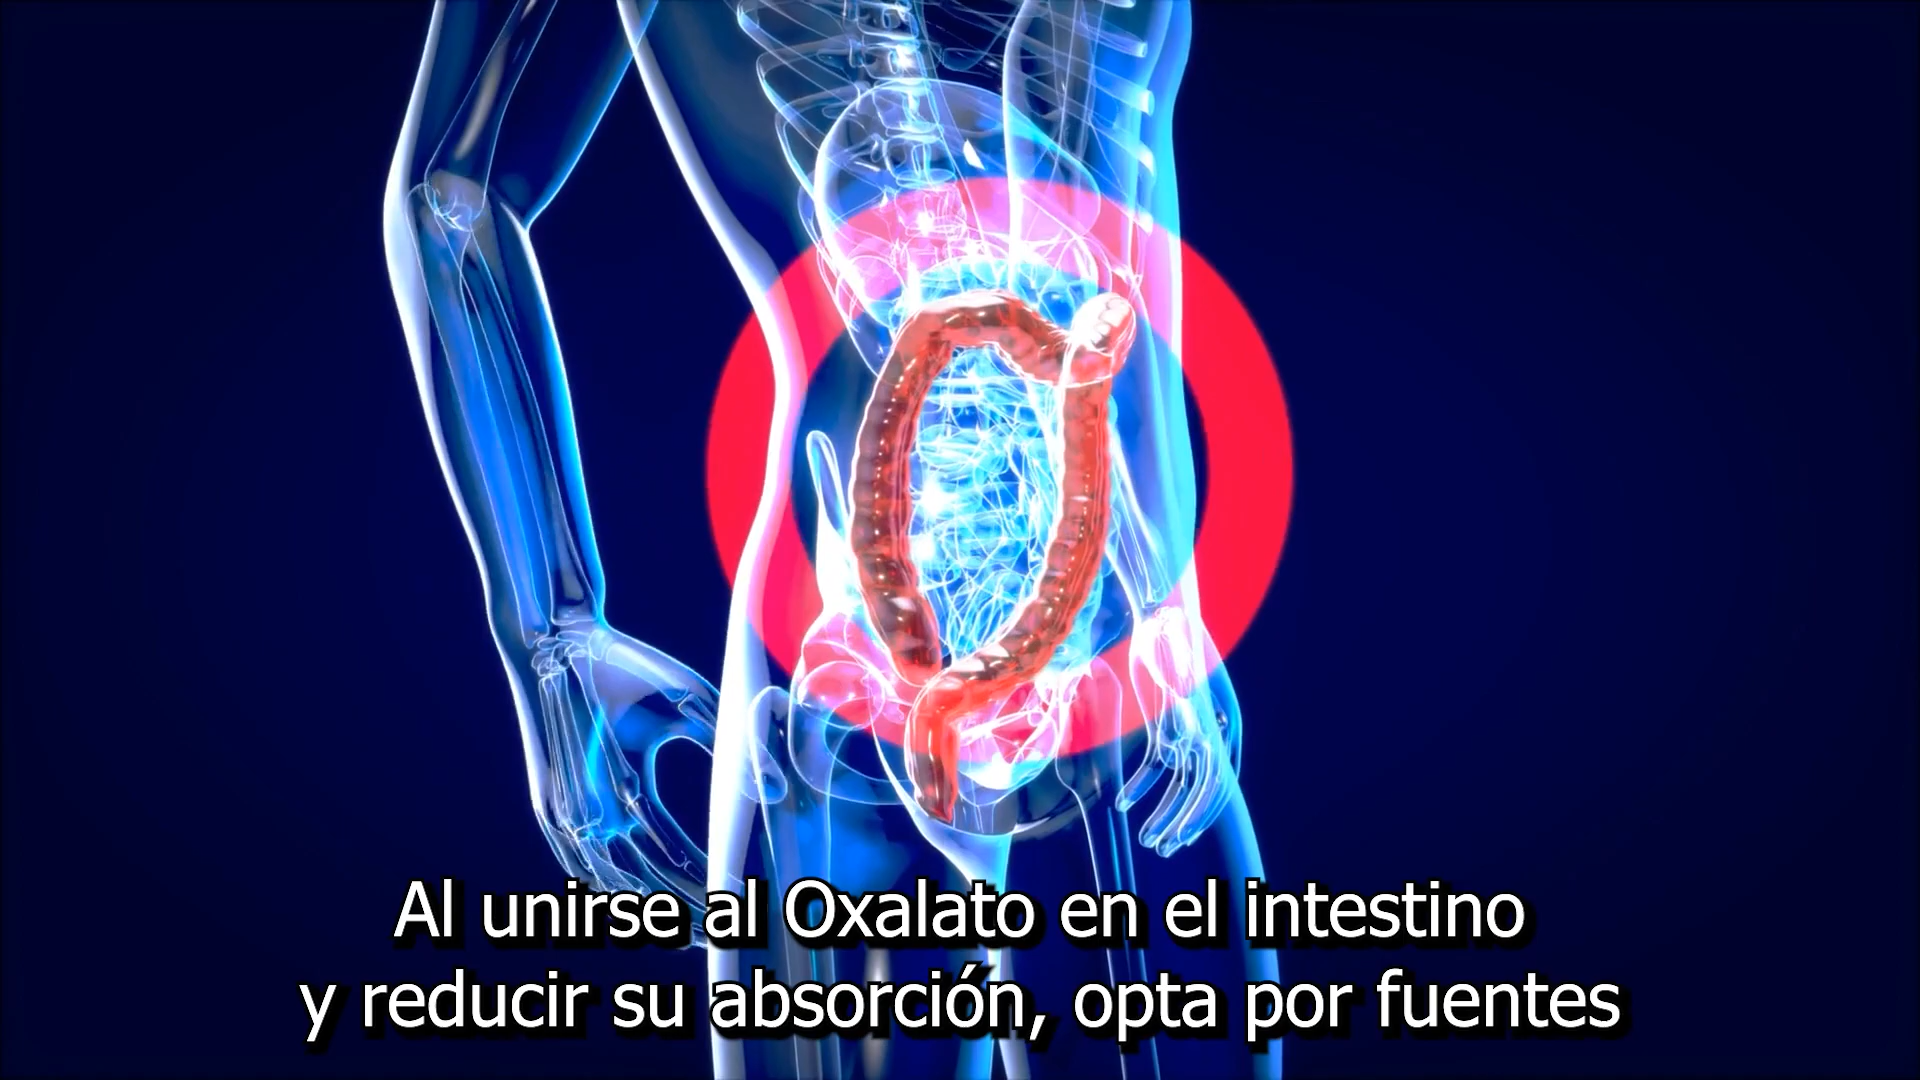 Al unirse al Oxalato en el intestino
y reducir su absorción, opta por fuentes